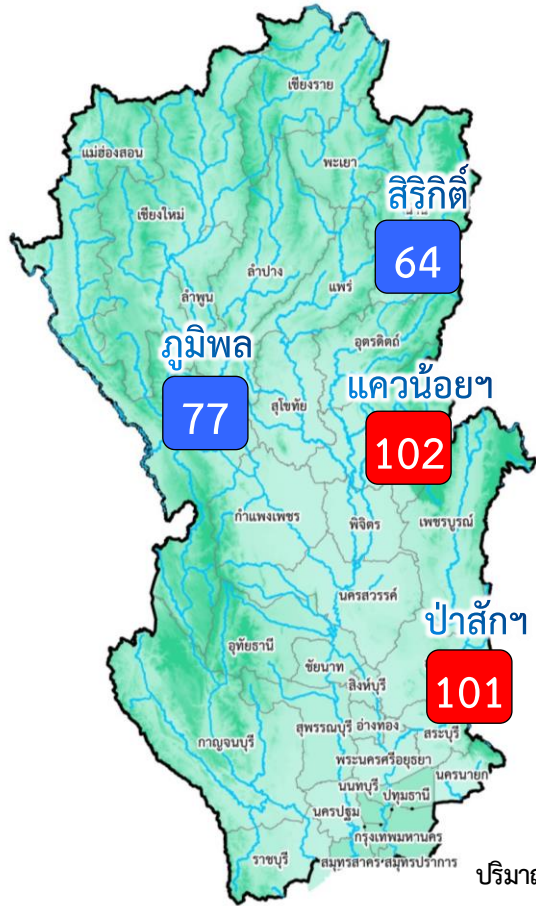 เชียงราย
แม่ฮ่องสอน
พะเยา
สิริกิติ์
เชียงใหม่
64
ลำปาง
แพร่
ลำพูน
อุตรดิตถ์
ภูมิพล
แควน้อยฯ
77
สุโขทัย
102
กำแพงเพชร
พิจิตร
เพชรบูรณ์
นครสวรรค์
ป่าสักฯ
อุทัยธานี
ชัยนาท
สิงห์บุรี
101
สุพรรณบุรี
อ่างทอง
สระบุรี
กาญจนบุรี
พระนครศรีอยุธยา
นครนายก
นนทบุรี
ปทุมธานี
นครปฐม
กรุงเทพมหานคร
ราชบุรี
สมุทรสาคร
สมุทรปราการ